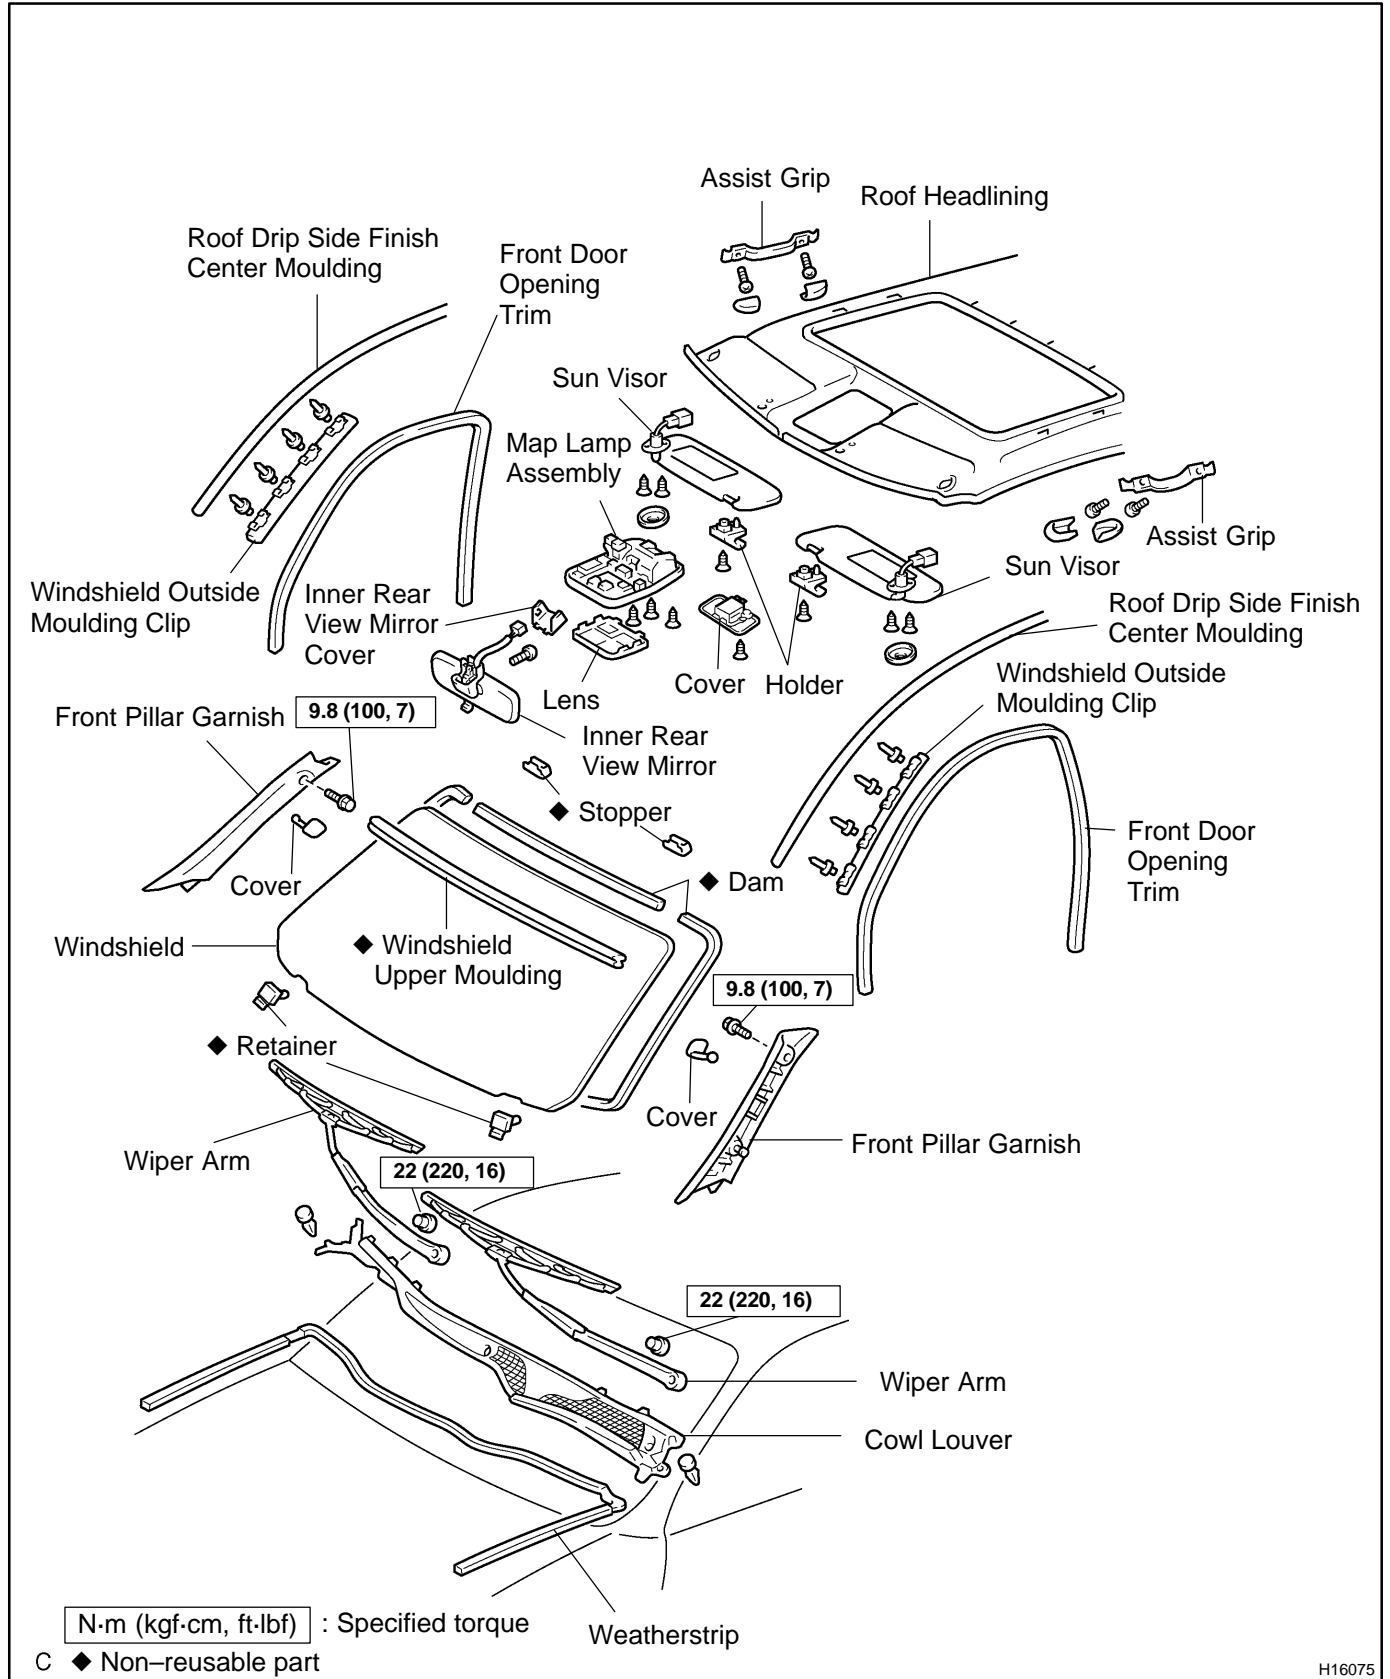 Assist Grip
Roof Headlining
Roof Drip Side Finish
Center Moulding
Front Door
Opening
Trim
Sun Visor
Map Lamp
Assembly
Assist Grip
Sun Visor
Windshield Outside
Moulding Clip
Inner Rear
View Mirror
Cover
Roof Drip Side Finish
Center Moulding
Lens
Cover
Holder
Windshield Outside
Moulding Clip
Front Pillar Garnish
9.8 (100, 7)
Inner Rear
View Mirror
◆ Stopper
Front Door
Opening
Trim
Cover
◆ Dam
Windshield
◆ Windshield
Upper Moulding
9.8 (100, 7)
◆ Retainer
Cover
Front Pillar Garnish
Wiper Arm
22 (220, 16)
22 (220, 16)
Wiper Arm
Cowl Louver
N·m (kgf·cm, ft·lbf) : Specified torque
Weatherstrip
C ◆ Non–reusable part
H16075